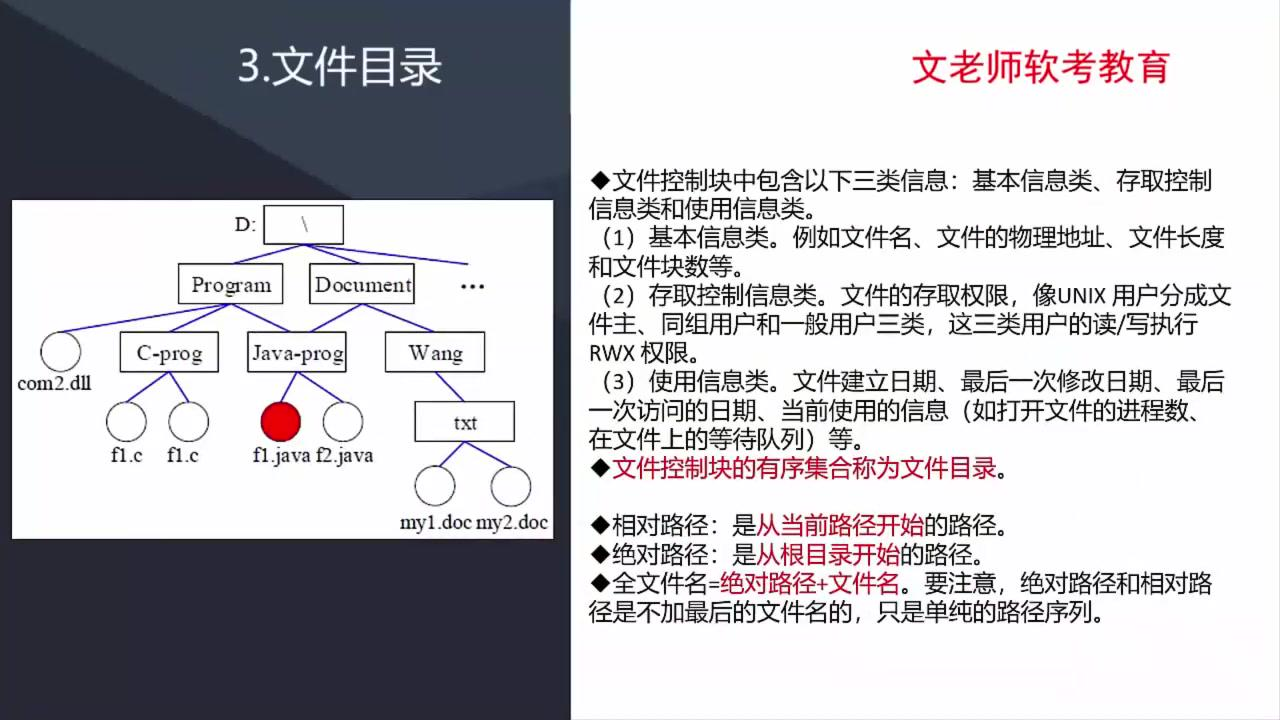 3.文件目录
文老师软考教育
D: \
Program Document ...
com2.dll C-prog Java-prog Wang
f1.c f1.c f1.java f2.java txt
my1.doc my2.doc
◆文件控制块中包含以下三类信息：基本信息类、存取控制
信息类和使用信息类。
（1）基本信息类。例如文件名、文件的物理地址、文件长度
和文件块数等。
（2）存取控制信息类。文件的存取权限，像UNIX 用户分成文
件主、同组用户和一般用户三类，这三类用户的读/写执行
RWX 权限。
（3）使用信息类。文件建立日期、最后一次修改日期、最后
一次访问的日期、当前使用的信息（如打开文件的进程数、
在文件上的等待队列）等。
◆文件控制块的有序集合称为文件目录。
◆相对路径：是从当前路径开始的路径。
◆绝对路径：是从根目录开始的路径。
◆全文件名=绝对路径+文件名。要注意，绝对路径和相对路
径是不加最后的文件名的，只是单纯的路径序列。